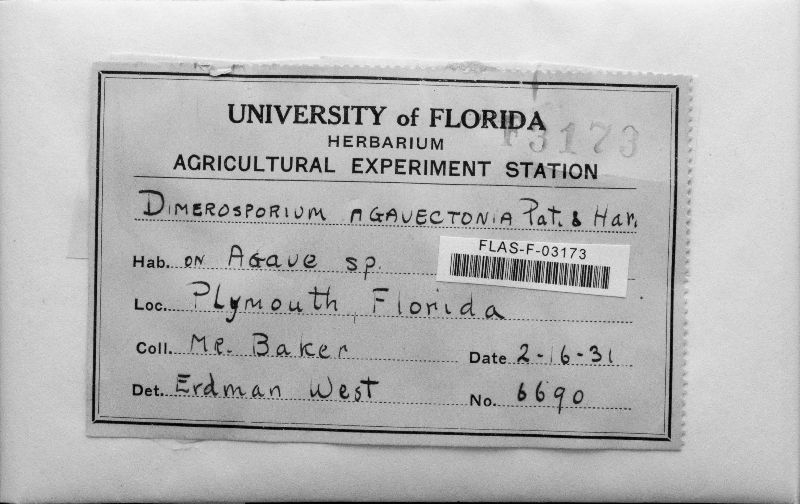 UNIVERSITY of FLORIDA
F3173
HERBARIUM
AGRICULTURAL EXPERIMENT STATION
DIMEROSPORIUM AGAVECTONIA Pat. & Har.
FLAS-F-03173
Hab. ON Agave sp.
Loc. Plymouth, Florida
Coll. MR. Baker Date 2-16-31
Det. Erdman West No. 6690